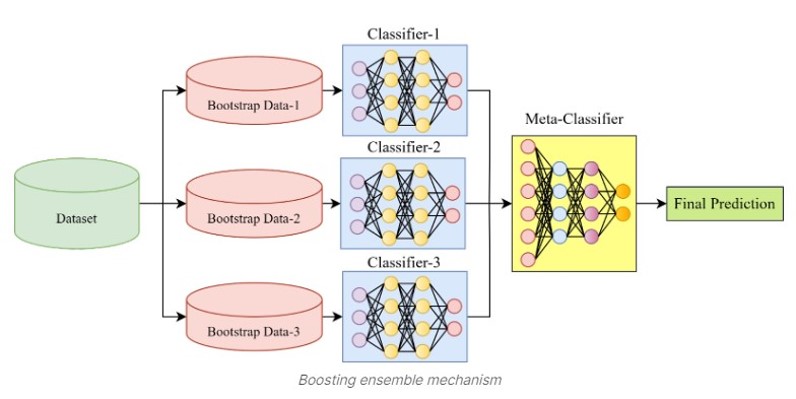 Classifier-1
Bootstrap Data-1
Classifier-2
Meta-Classifier
Dataset
Bootstrap Data-2
Final Prediction
Classifier-3
Bootstrap Data-3
Boosting ensemble mechanism